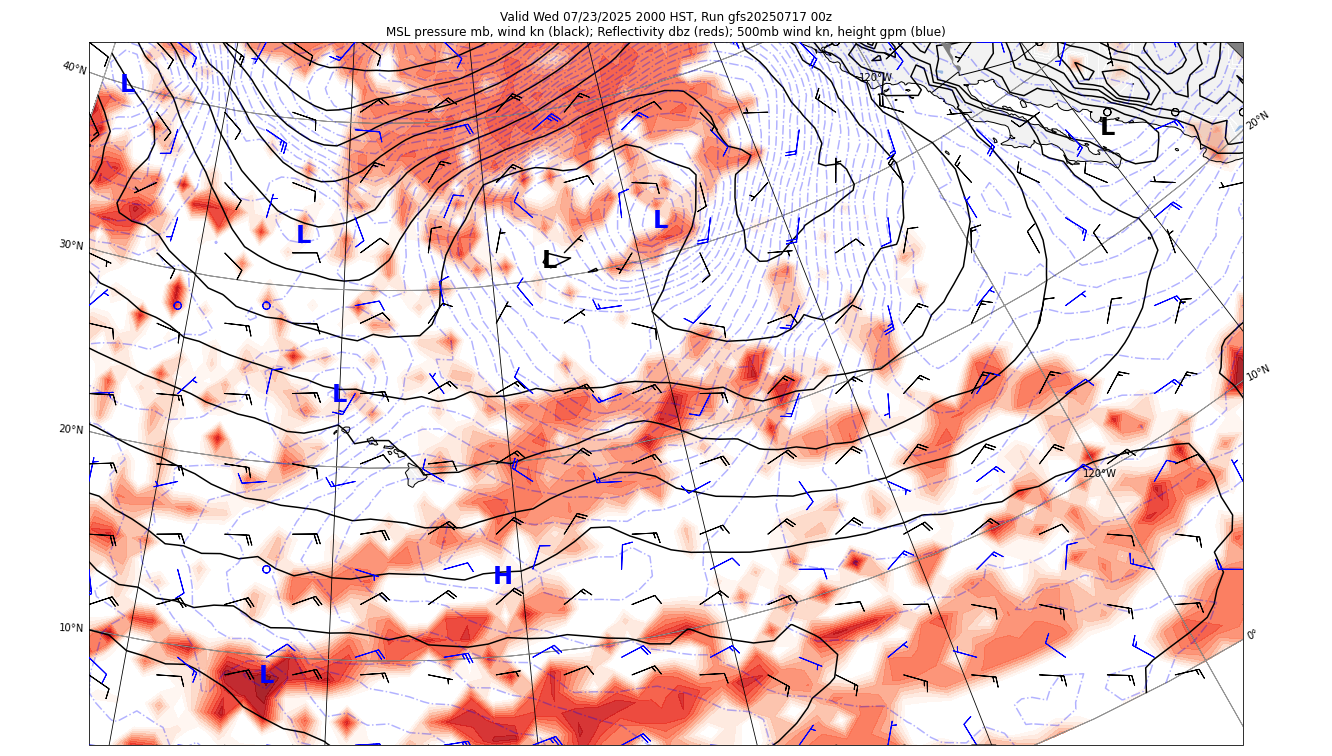 Valid Wed 07/23/2025 2000 HST, Run gfs20250717 00z
MSL pressure mb, wind kn (black); Reflectivity dbz (reds); 500mb wind kn, height gpm (blue)
40°N
L
120°W
L
20°N
L
L
30°N
L
10°N
L
20°N
120°W
H
10°N
0°
L